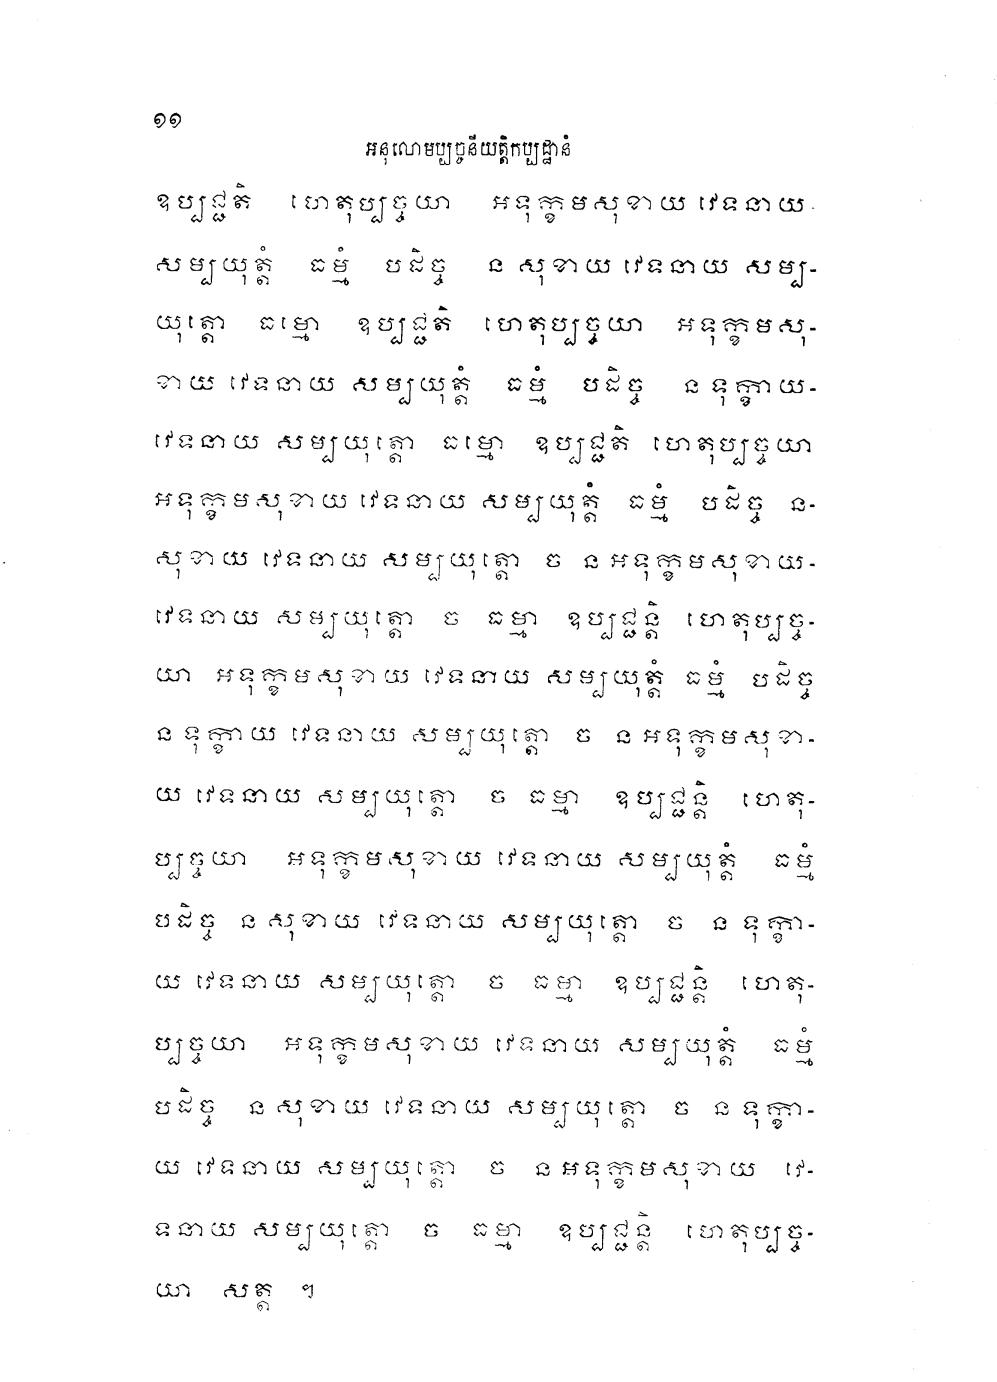 ១១
អនុលោមប្បច្ចនីយត្តិកប្បដ្ឋានំ
ឧប្បជ្ជតិ ហេតុប្បច្ចយា អទុក្ខមសុខាយ វេទនាយ
សម្បយុត្តំ ធម្មំ បដិច្ច ន សុខាយ វេទនាយ សម្ប-
យុត្តោ ធម្មោ ឧប្បជ្ជតិ ហេតុប្បច្ចយា អទុក្ខមសុ-
ខាយ វេទនាយ សម្បយុត្តំ ធម្មំ បដិច្ច ន ទុក្ខាយ-
វេទនាយ សម្បយុត្តោ ធម្មោ ឧប្បជ្ជតិ ហេតុប្បច្ចយា
អទុក្ខមសុខាយ វេទនាយ សម្បយុត្តំ ធម្មំ បដិច្ច ន-
សុខាយ វេទនាយ សម្បយុត្តោ ច ន អទុក្ខមសុខាយ-
វេទនាយ សម្បយុត្តោ ច ធម្មា ឧប្បជ្ជន្តិ ហេតុប្បច្ច-
យា អទុក្ខមសុខាយ វេទនាយ សម្បយុត្តំ ធម្មំ បដិច្ច
ន ទុក្ខាយ វេទនាយ សម្បយុត្តោ ច ន អទុក្ខមសុខា-
យ វេទនាយ សម្បយុត្តោ ច ធម្មា ឧប្បជ្ជន្តិ ហេតុ-
ប្បច្ចយា អទុក្ខមសុខាយ វេទនាយ សម្បយុត្តំ ធម្មំ
បដិច្ច ន សុខាយ វេទនាយ សម្បយុត្តោ ច ន ទុក្ខា-
យ វេទនាយ សម្បយុត្តោ ច ធម្មា ឧប្បជ្ជន្តិ ហេតុ-
ប្បច្ចយា អទុក្ខមសុខាយ វេទនាយ សម្បយុត្តំ ធម្មំ
បដិច្ច ន សុខាយ វេទនាយ សម្បយុត្តោ ច ន ទុក្ខា-
យ វេទនាយ សម្បយុត្តោ ច ន អទុក្ខមសុខាយ វេ-
ទនាយ សម្បយុត្តោ ច ធម្មា ឧប្បជ្ជន្តិ ហេតុប្បច្ច-
យា សត្ត ។